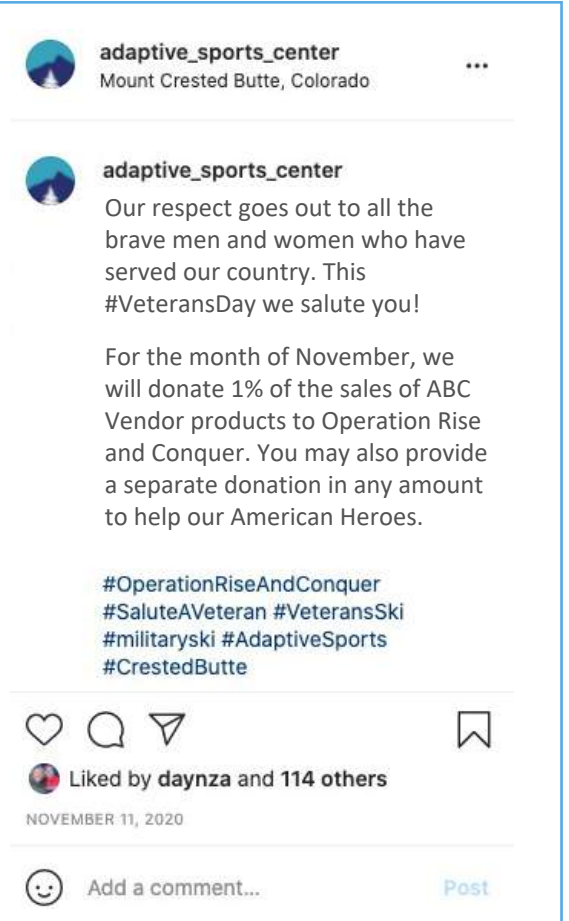 adaptive_sports_center
Mount Crested Butte, Colorado
adaptive_sports_center
Our respect goes out to all the
brave men and women who have
served our country. This
#VeteransDay we salute you!
For the month of November, we
will donate 1% of the sales of ABC
Vendor products to Operation Rise
and Conquer. You may also provide
a separate donation in any amount
to help our American Heroes.
#OperationRiseAndConquer
#SaluteAVeteran #VeteransSki
#militaryski #AdaptiveSports
#CrestedButte
Liked by daynza and 114 others
NOVEMBER 11, 2020
Add a comment... Post